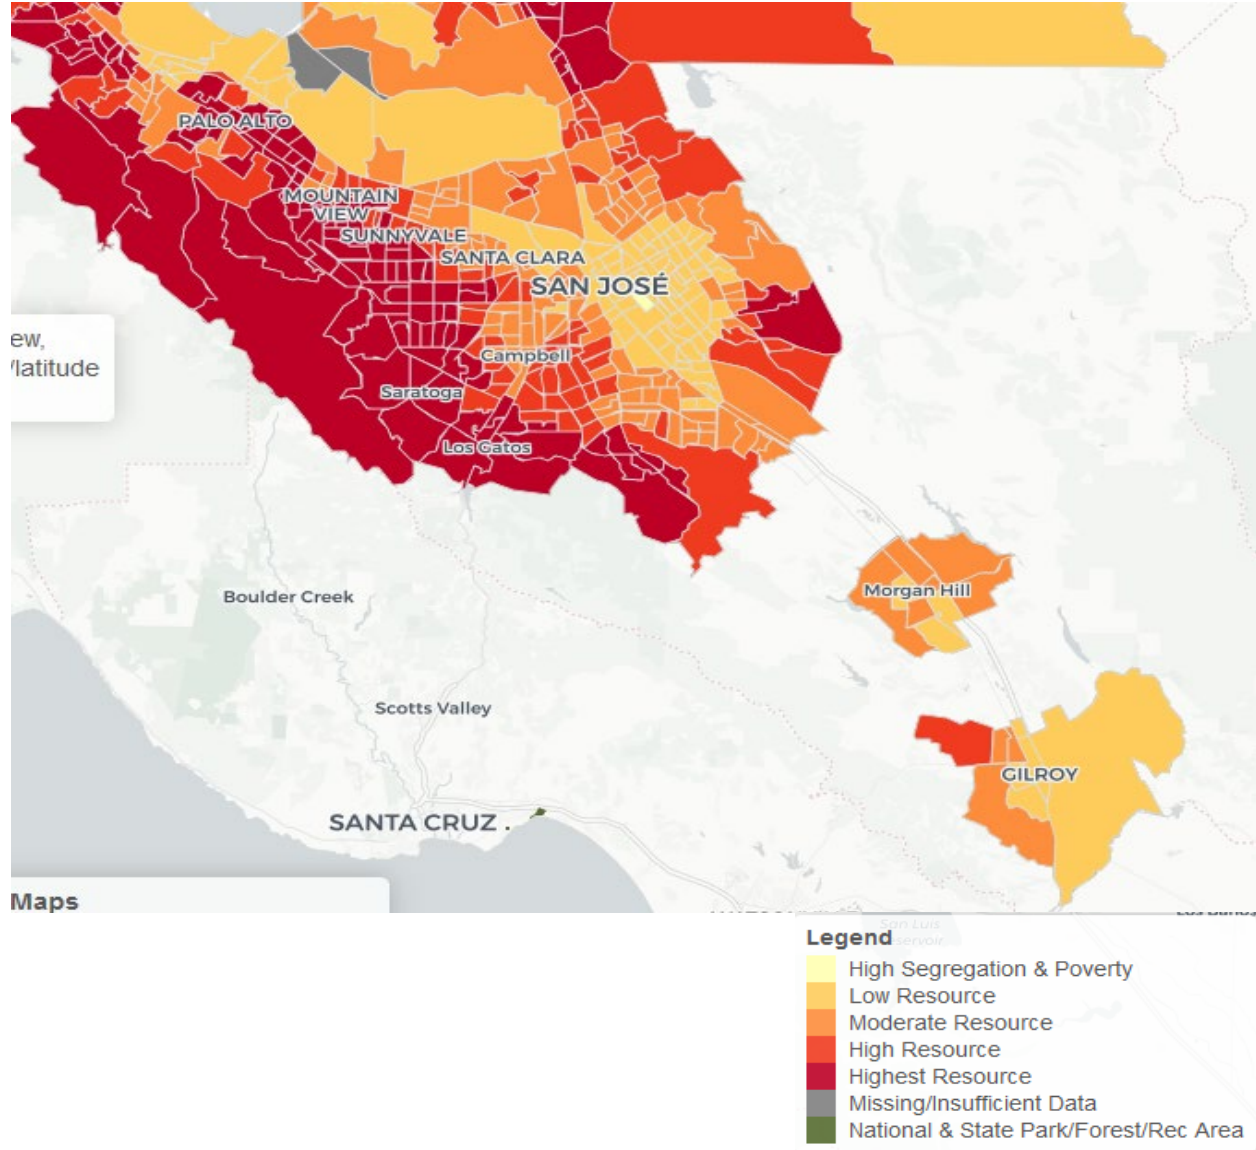 PALO ALTO
MOUNTAIN
VIEW
SUNNYVALE
SANTA CLARA
SAN JOSÉ
ew,
/latitude
Campbell
Saratoga
Los Gatos
Boulder Creek
Morgan Hill
Scotts Valley
GILROY
SANTA CRUZ
Maps
San Luis
Legend
High Segregation & Poverty
Low Resource
Moderate Resource
High Resource
Highest Resource
Missing/Insufficient Data
National & State Park/Forest/Rec Area